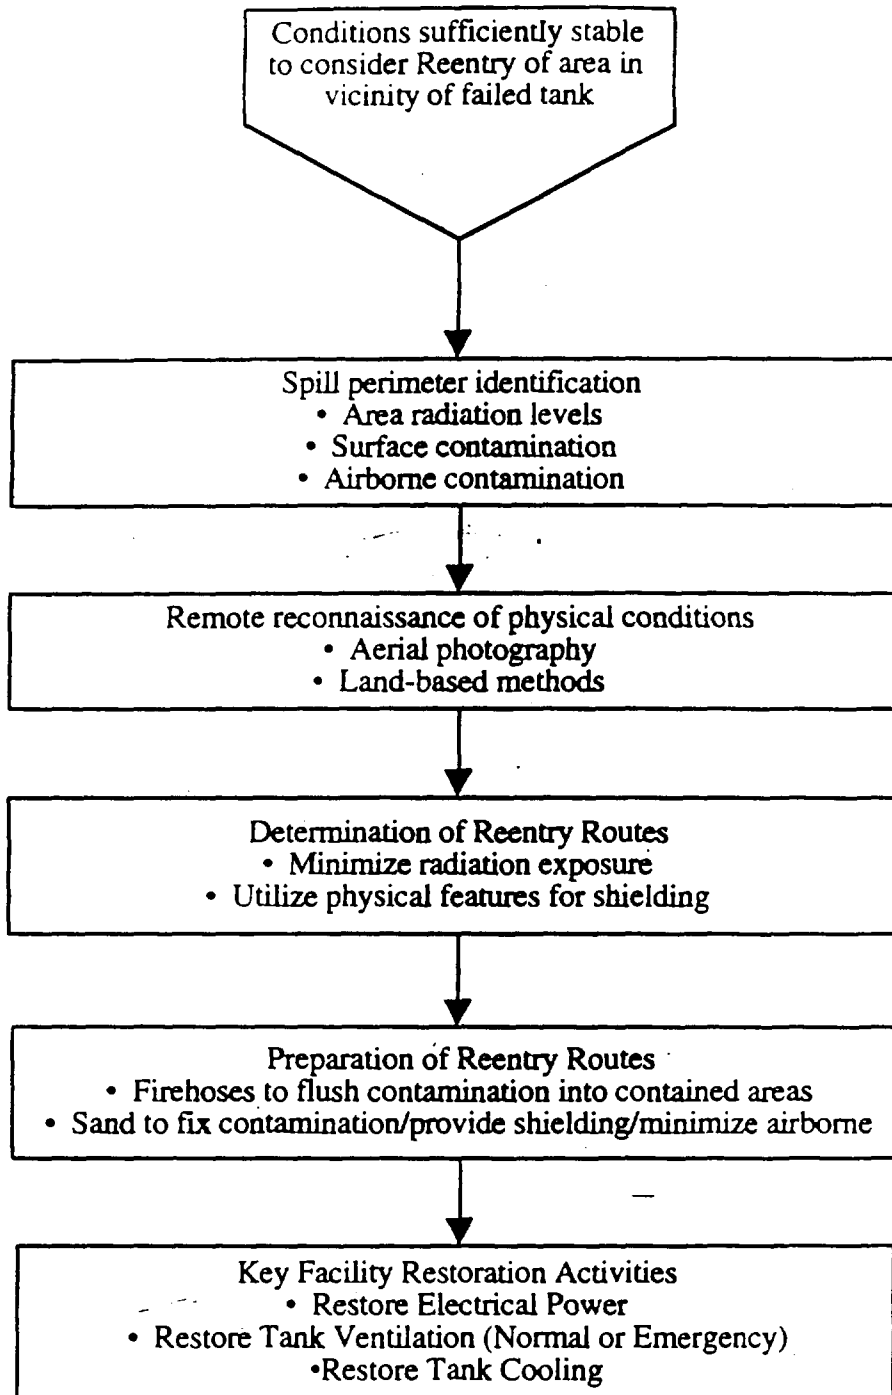 Conditions sufficiently stable
to consider Reentry of area in
vicinity of failed tank
Spill perimeter identification
• Area radiation levels
• Surface contamination
• Airborne contamination
Remote reconnaissance of physical conditions
• Aerial photography
• Land-based methods
Determination of Reentry Routes
• Minimize radiation exposure
• Utilize physical features for shielding
Preparation of Reentry Routes
• Firehoses to flush contamination into contained areas
• Sand to fix contamination/provide shielding/minimize airborne
Key Facility Restoration Activities
• Restore Electrical Power
• Restore Tank Ventilation (Normal or Emergency)
•Restore Tank Cooling